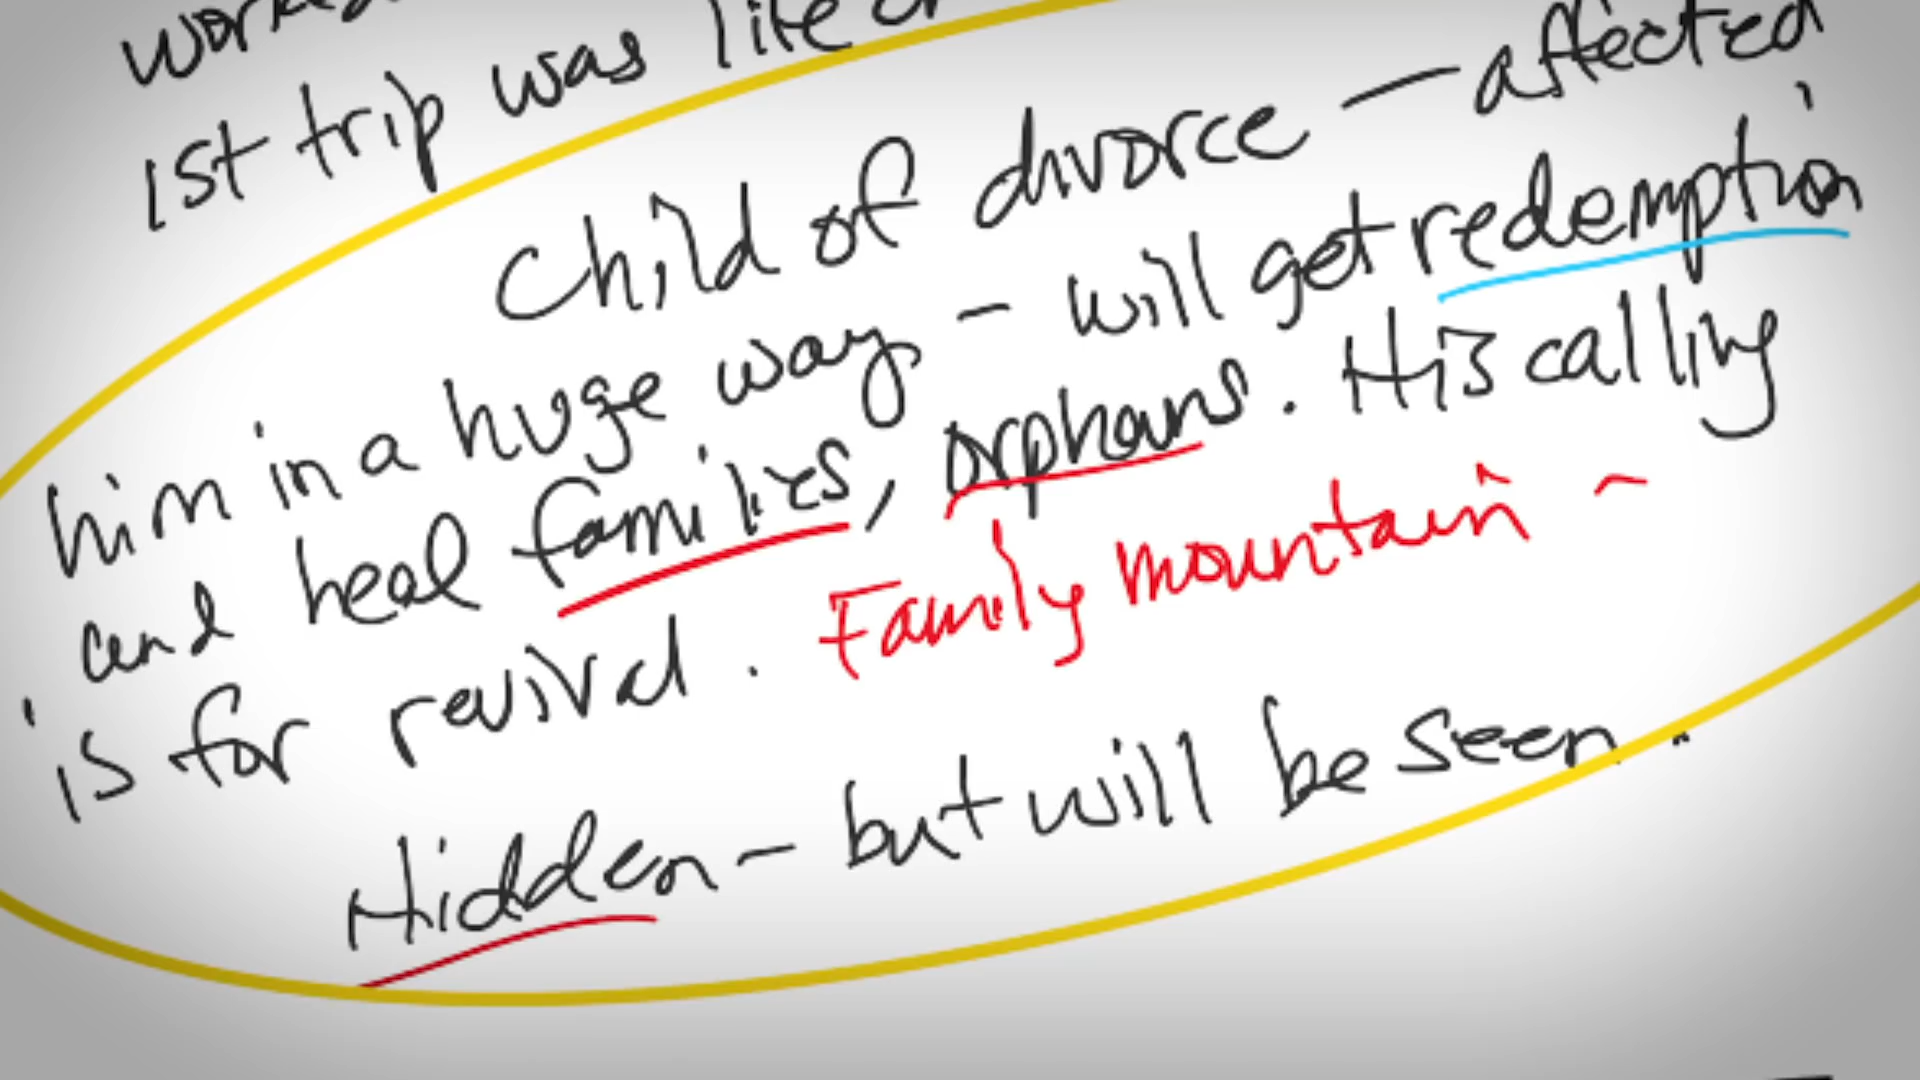 1st trip was life
Child of divorce — affected
him in a huge way - will get redemption
and heal families, orphans. His calling
is for revival. Family mountain -
Hidden - but will be seen.